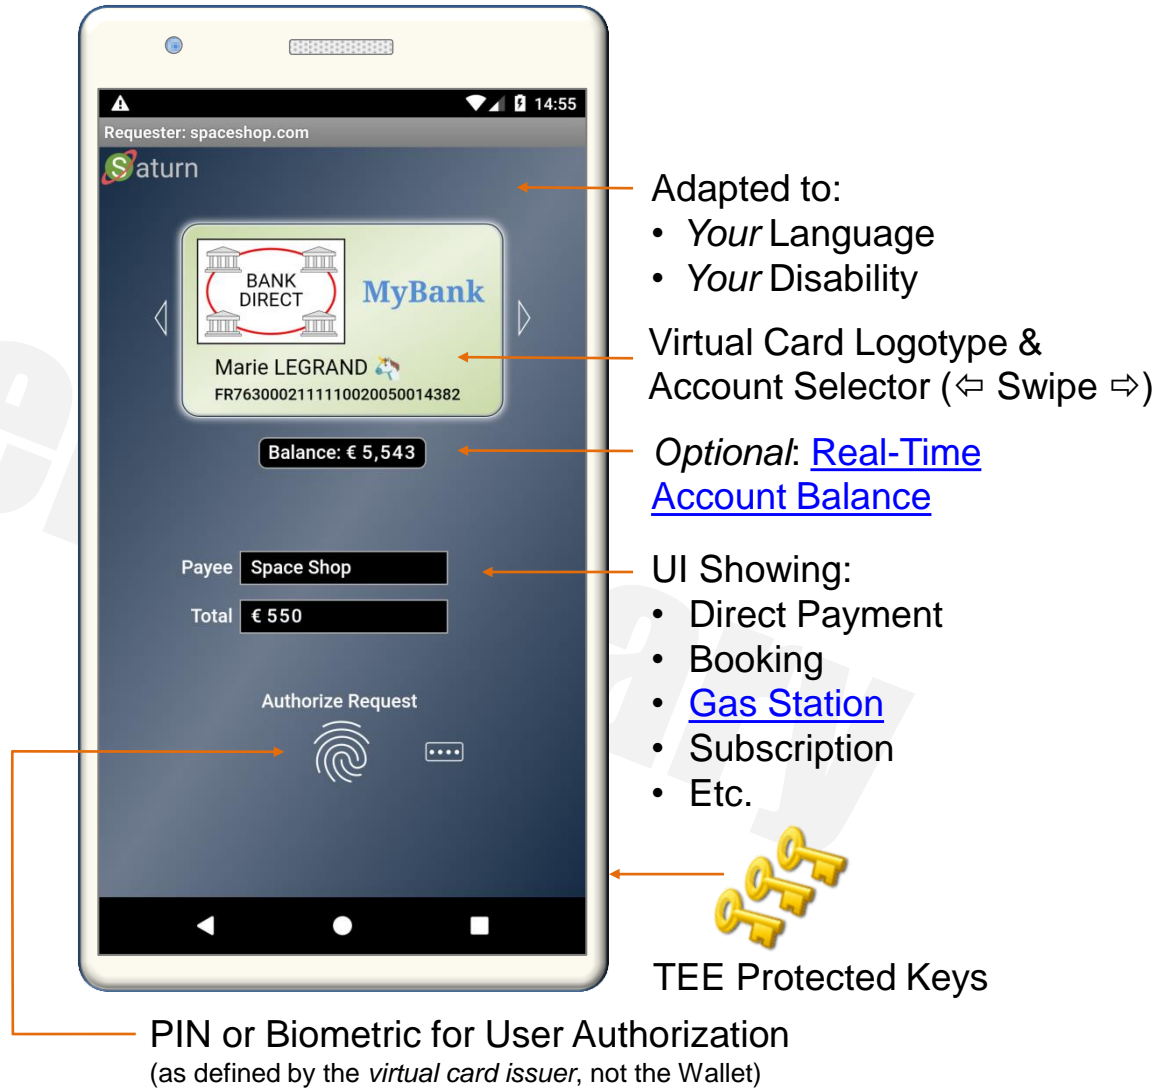 14:55
Requester: spaceshop.com
Saturn
BANK
DIRECT
MyBank
Marie LEGRAND 🦄
FR7630002111110020050014382
Balance: € 5,543
Payee Space Shop
Total € 550
Authorize Request
Adapted to:
• Your Language
• Your Disability
Virtual Card Logotype &
Account Selector (⇦ Swipe ⇨)
Optional: Real-Time
Account Balance
UI Showing:
• Direct Payment
• Booking
• Gas Station
• Subscription
• Etc.
TEE Protected Keys
PIN or Biometric for User Authorization
(as defined by the virtual card issuer, not the Wallet)